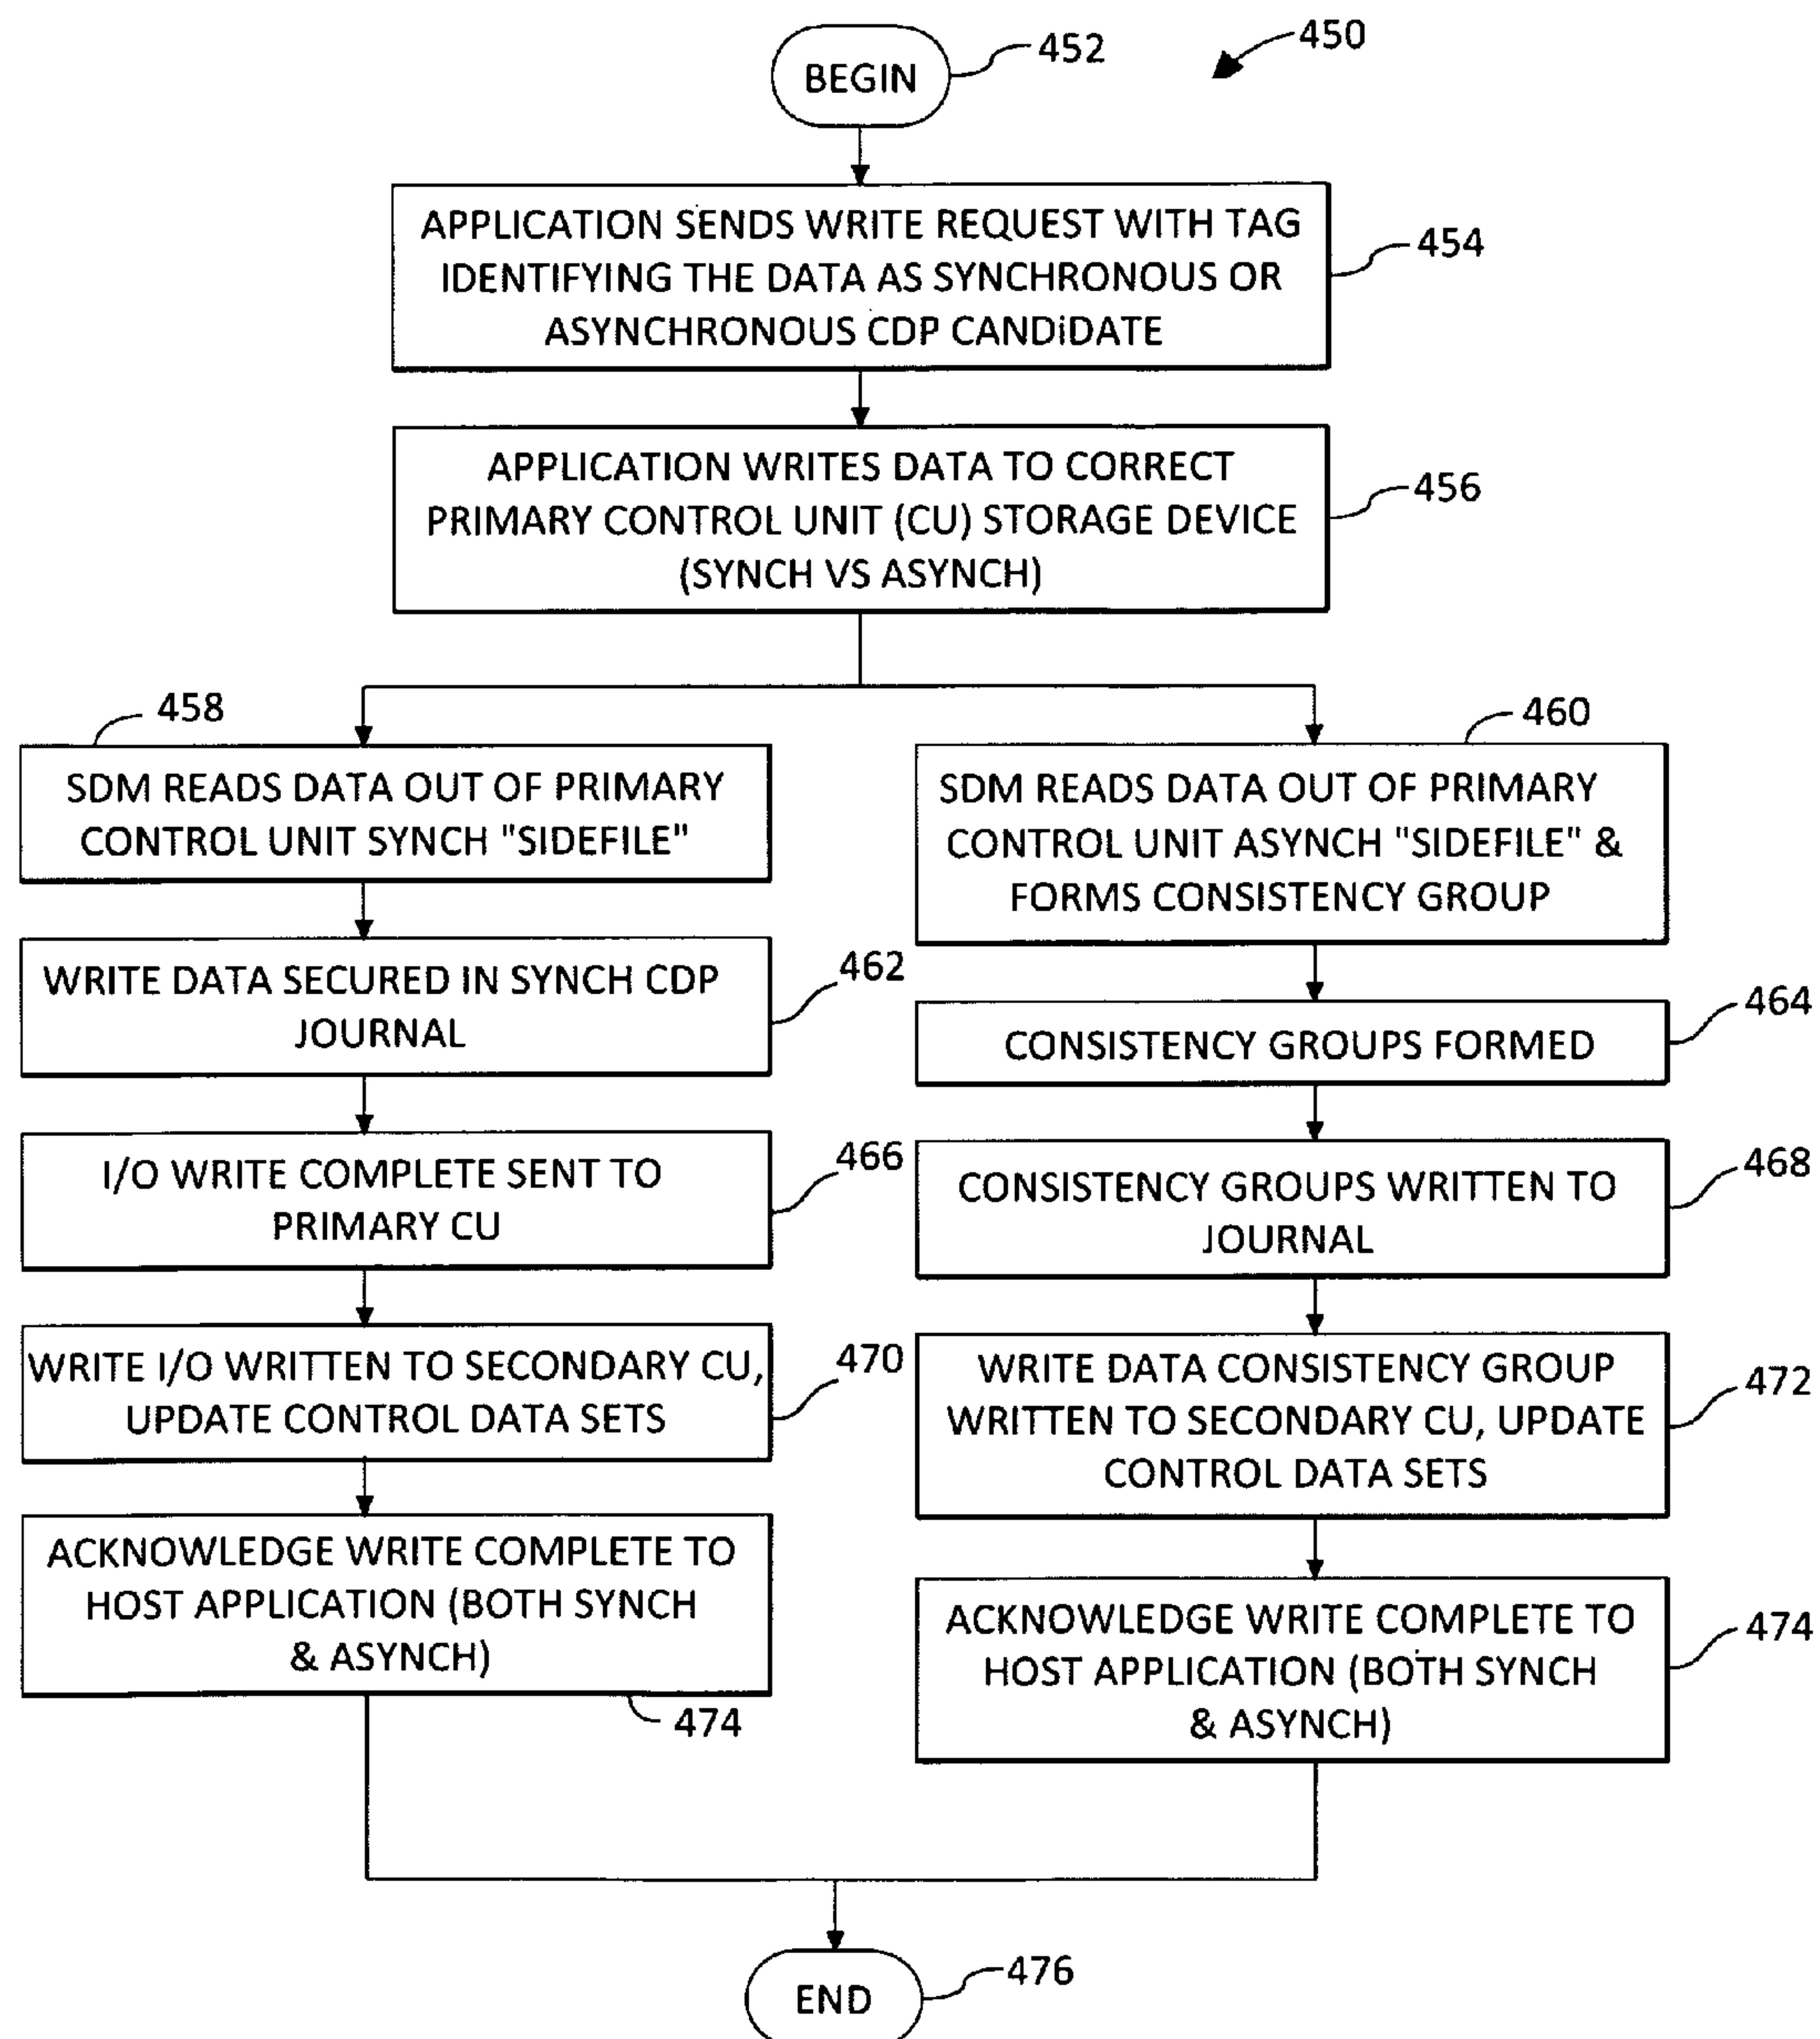 450
BEGIN
452
APPLICATION SENDS WRITE REQUEST WITH TAG
IDENTIFYING THE DATA AS SYNCHRONOUS OR
ASYNCHRONOUS CDP CANDiDATE
454
APPLICATION WRITES DATA TO CORRECT
PRIMARY CONTROL UNIT (CU) STORAGE DEVICE
(SYNCH VS ASYNCH)
456
458
SDM READS DATA OUT OF PRIMARY
CONTROL UNIT SYNCH "SIDEFILE"
WRITE DATA SECURED IN SYNCH CDP
JOURNAL
462
I/O WRITE COMPLETE SENT TO
PRIMARY CU
466
WRITE I/O WRITTEN TO SECONDARY CU,
UPDATE CONTROL DATA SETS
470
ACKNOWLEDGE WRITE COMPLETE TO
HOST APPLICATION (BOTH SYNCH
& ASYNCH)
474
460
SDM READS DATA OUT OF PRIMARY
CONTROL UNIT ASYNCH "SIDEFILE" &
FORMS CONSISTENCY GROUP
464
CONSISTENCY GROUPS FORMED
CONSISTENCY GROUPS WRITTEN TO
JOURNAL
468
WRITE DATA CONSISTENCY GROUP
WRITTEN TO SECONDARY CU, UPDATE
CONTROL DATA SETS
472
ACKNOWLEDGE WRITE COMPLETE TO
HOST APPLICATION (BOTH SYNCH
& ASYNCH)
474
END
476